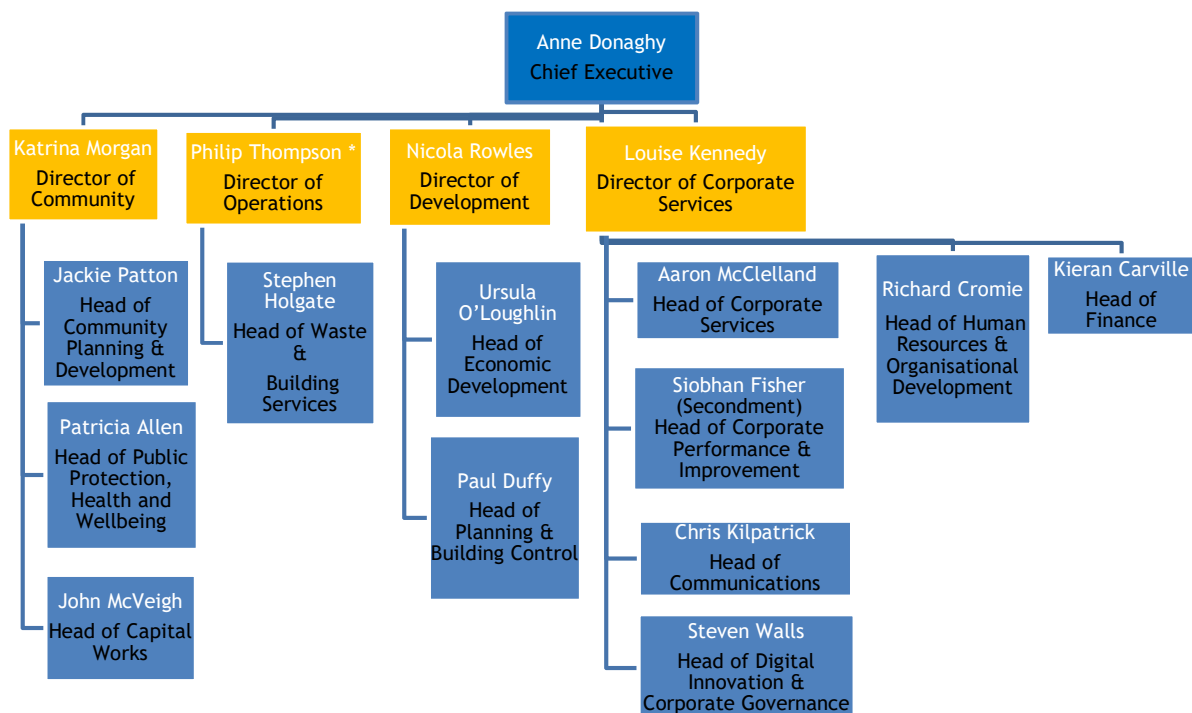 Anne Donaghy
Chief Executive
Katrina Morgan
Director of
Community
Philip Thompson *
Director of
Operations
Nicola Rowles
Director of
Development
Louise Kennedy
Director of Corporate
Services
Jackie Patton
Head of
Community
Planning &
Development
Patricia Allen
Head of Public
Protection,
Health and
Wellbeing
John McVeigh
Head of Capital
Works
Stephen
Holgate
Head of Waste
&
Building
Services
Ursula
O’Loughlin
Head of
Economic
Development
Paul Duffy
Head of
Planning &
Building Control
Aaron McClelland
Head of Corporate
Services
Siobhan Fisher
(Secondment)
Head of Corporate
Performance &
Improvement
Chris Kilpatrick
Head of
Communications
Steven Walls
Head of Digital
Innovation &
Corporate Governance
Richard Cromie
Head of Human
Resources &
Organisational
Development
Kieran Carville
Head of
Finance